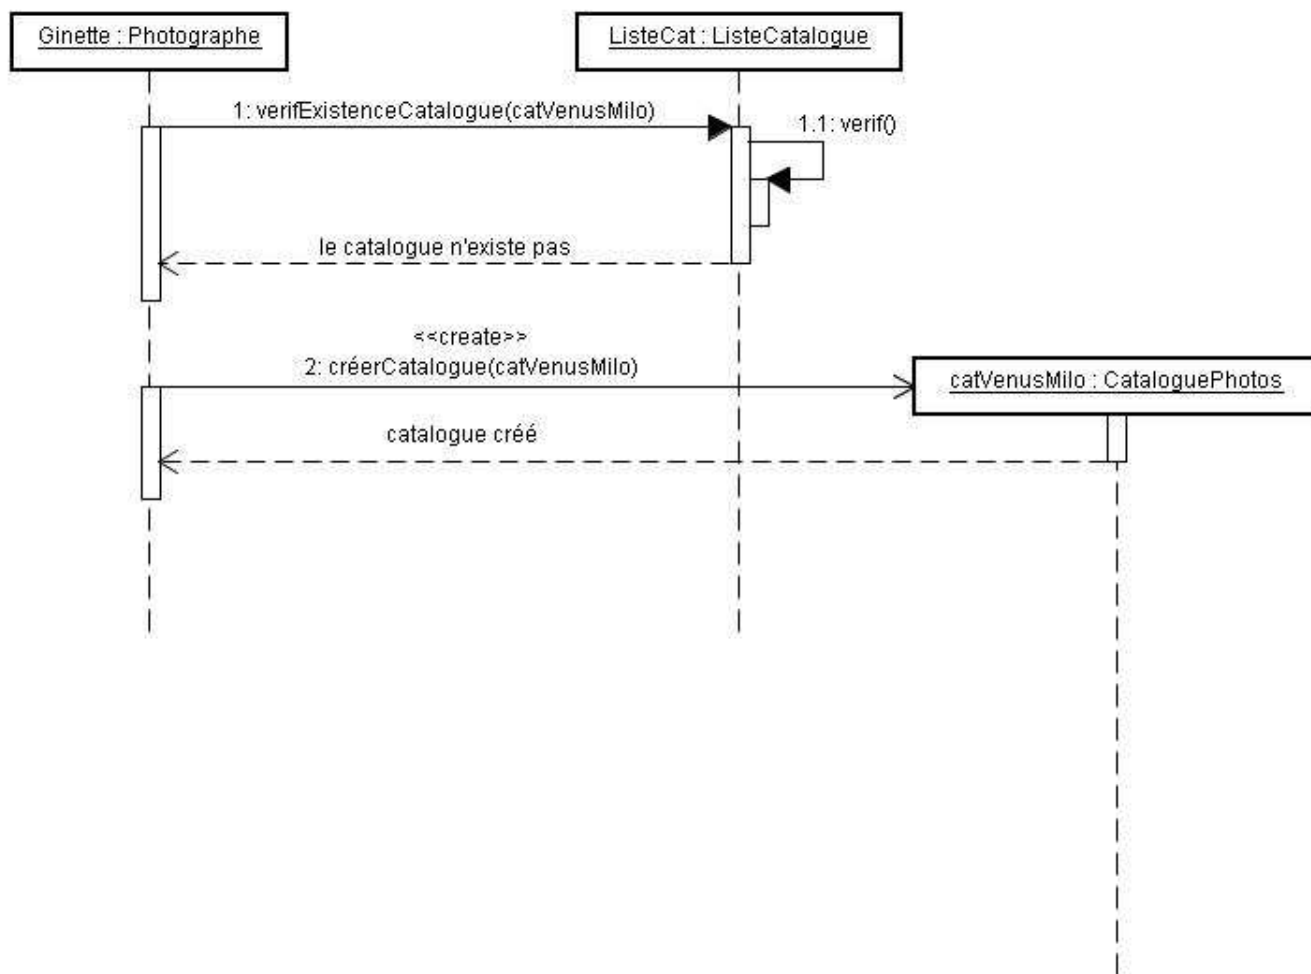 Ginette : Photographe
ListeCat : ListeCatalogue
1: verifExistenceCatalogue(catVenusMilo)
1.1: verif()
le catalogue n'existe pas
<<create>>
2: créerCatalogue(catVenusMilo)
catVenusMilo : CataloguePhotos
catalogue créé